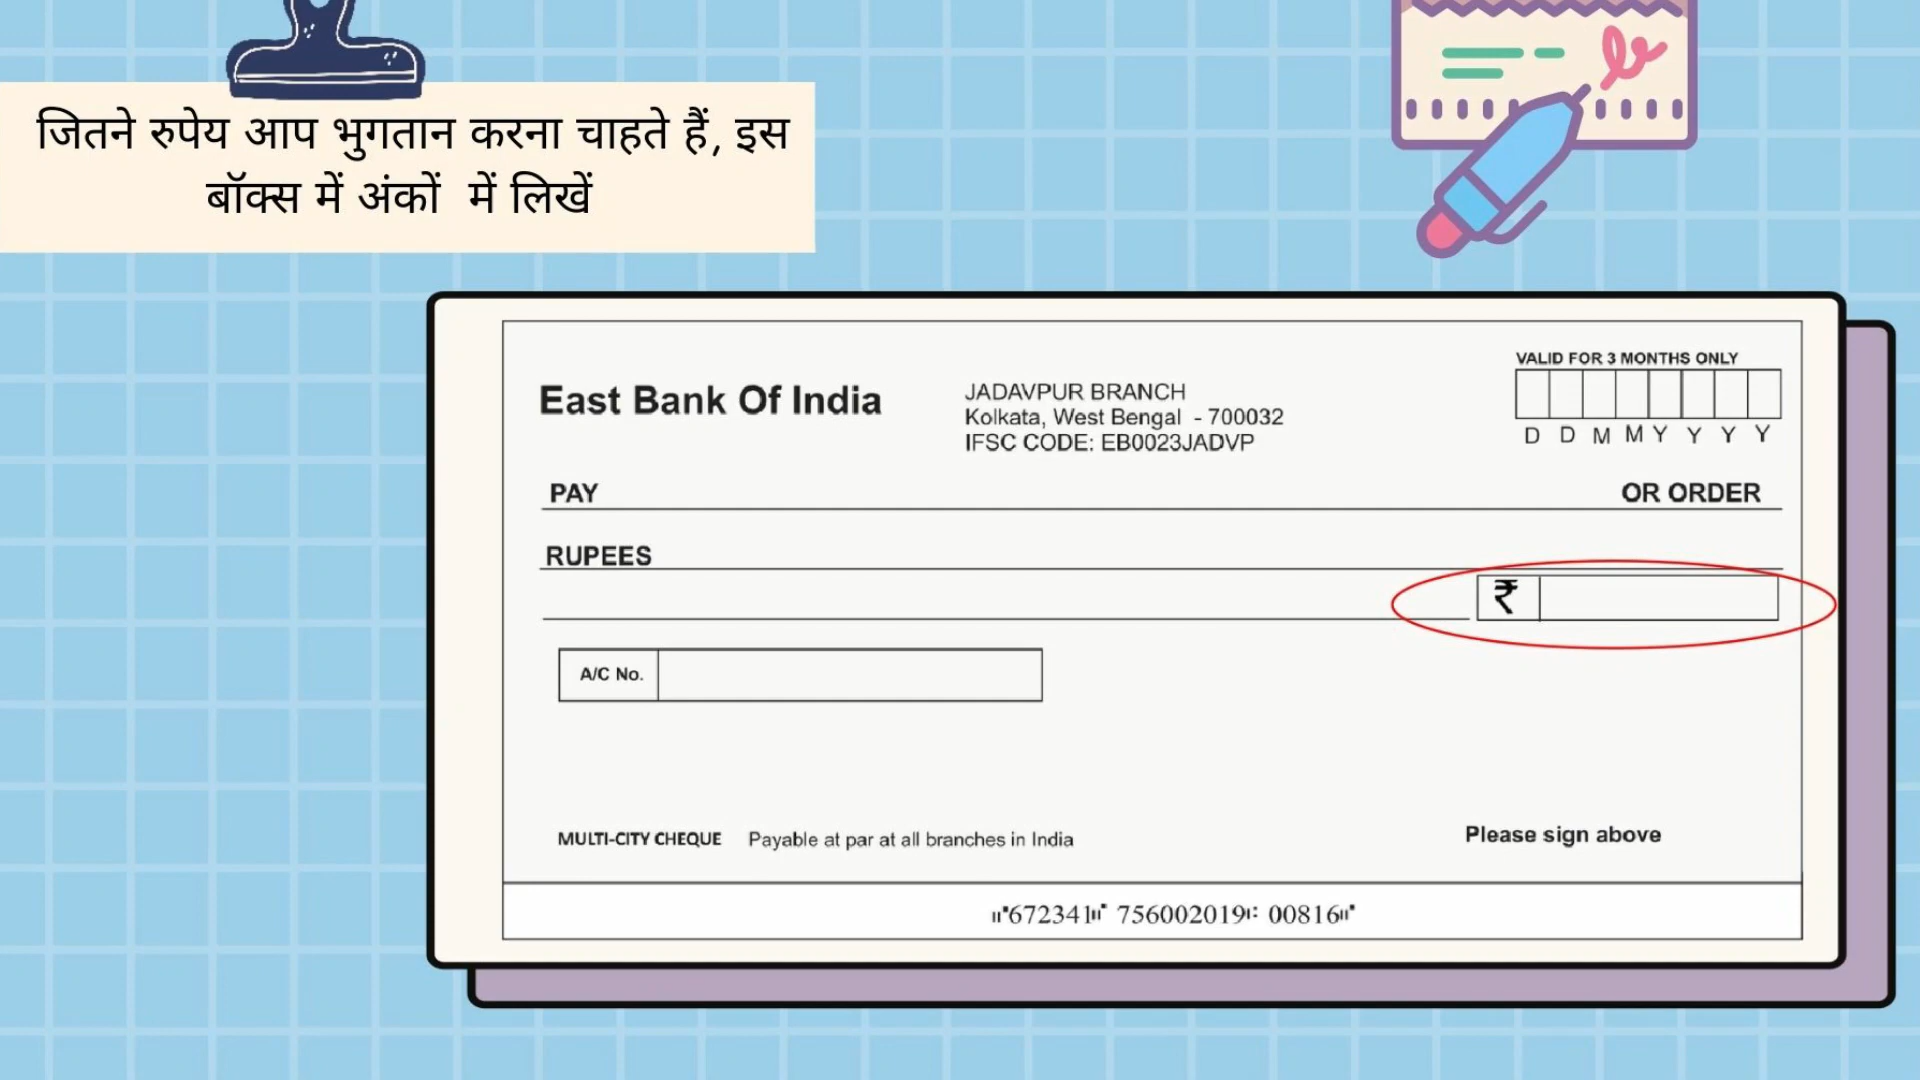 जितने रुपेय आप भुगतान करना चाहते हैं, इस
बॉक्स में अंकों में लिखें
VALID FOR 3 MONTHS ONLY
East Bank Of India
JADAVPUR BRANCH
Kolkata, West Bengal - 700032
IFSC CODE: EB0023JADVP
D D M M Y Y Y Y
PAY OR ORDER
RUPEES
₹
A/C No.
MULTI-CITY CHEQUE Payable at par at all branches in India
Please sign above
⑈672341⑈ 756002019⑆ 00816⑈